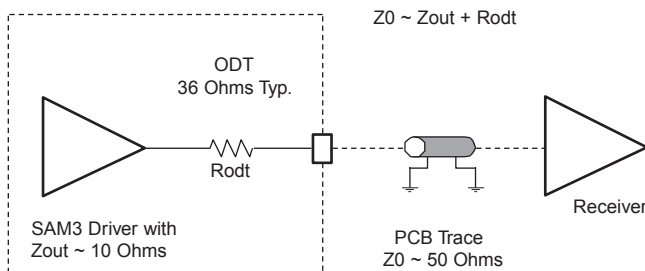 Z0 ~ Zout + Rodt
ODT
36 Ohms Typ.
Rodt
Receiver
SAM3 Driver with
Zout ~ 10 Ohms
PCB Trace
Z0 ~ 50 Ohms